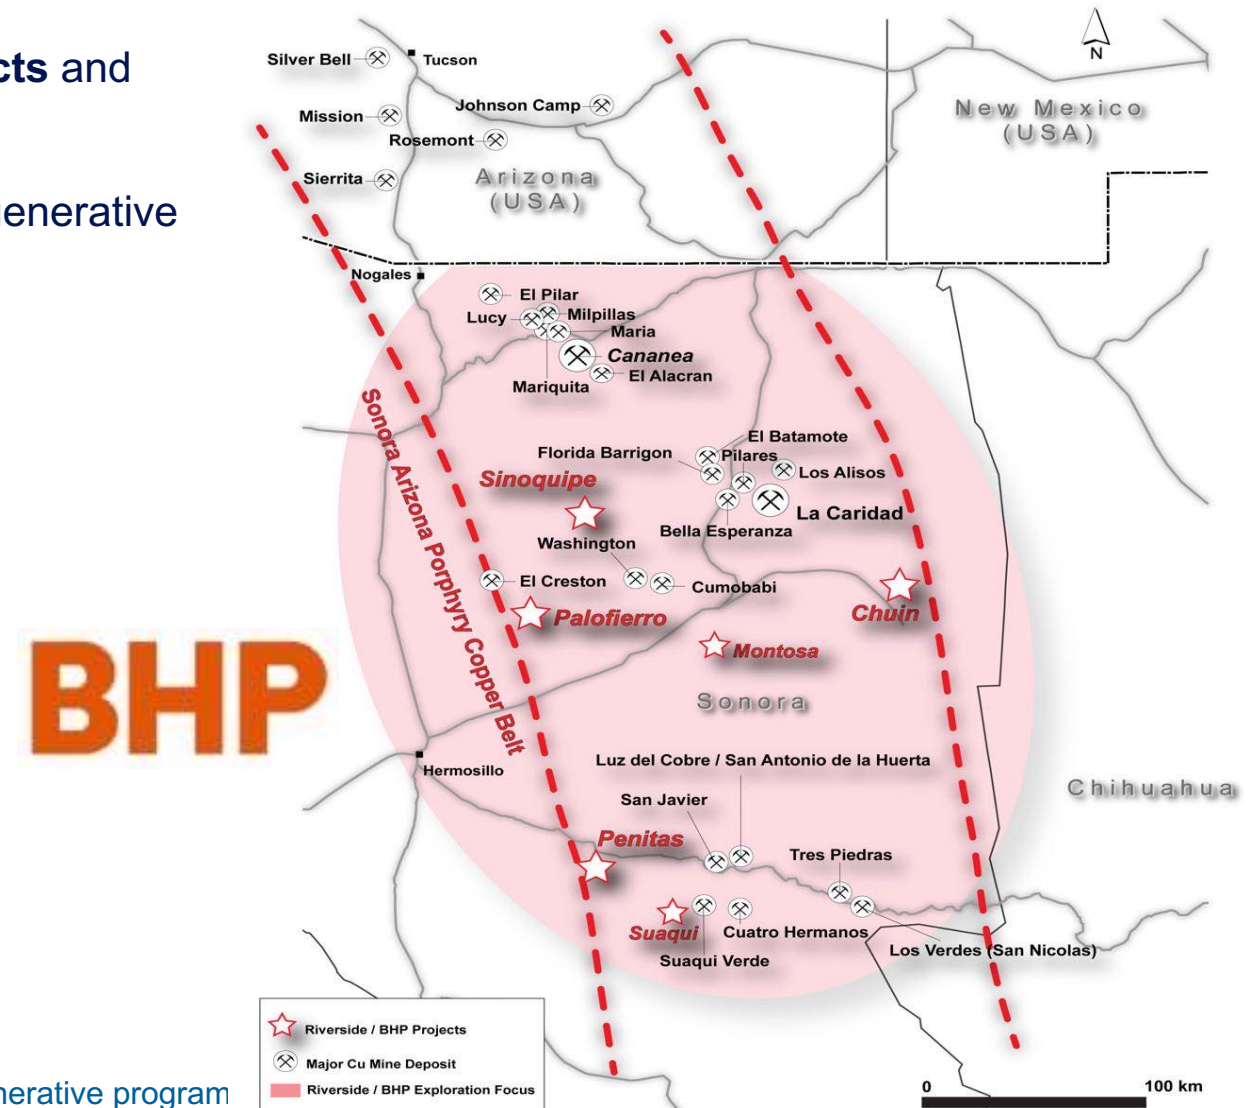 cts and
generative
BHP
nerative program
N
Silver Bell
Tucson
Mission
Johnson Camp
Rosemont
Sierrita
Arizona
(USA)
New Mexico
(USA)
Nogales
El Pilar
Lucy
Milpillas
Maria
Cananea
El Alacran
Mariquita
Sonora Arizona Porphyry Copper Belt
El Batamote
Florida Barrigon
Pilares
Los Alisos
Sinoquipe
La Caridad
Bella Esperanza
Washington
El Creston
Cumobabi
Palofierro
Chuin
Montosa
Sonora
Hermosillo
Luz del Cobre / San Antonio de la Huerta
San Javier
Chihuahua
Penitas
Tres Piedras
Suaqui
Cuatro Hermanos
Suaqui Verde
Los Verdes (San Nicolas)
Riverside / BHP Projects
Major Cu Mine Deposit
Riverside / BHP Exploration Focus
0
100 km